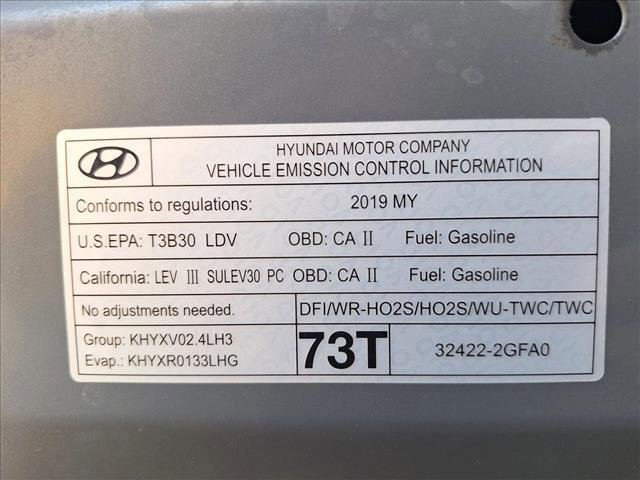 HYUNDAI MOTOR COMPANY
VEHICLE EMISSION CONTROL INFORMATION
Conforms to regulations: 2019 MY
U.S.EPA: T3B30 LDV OBD: CA II Fuel: Gasoline
California: LEV III SULEV30 PC OBD: CA II Fuel: Gasoline
No adjustments needed. DFI/WR-HO2S/HO2S/WU-TWC/TWC
Group: KHYXV02.4LH3
Evap.: KHYXR0133LHG
73T
32422-2GFA0